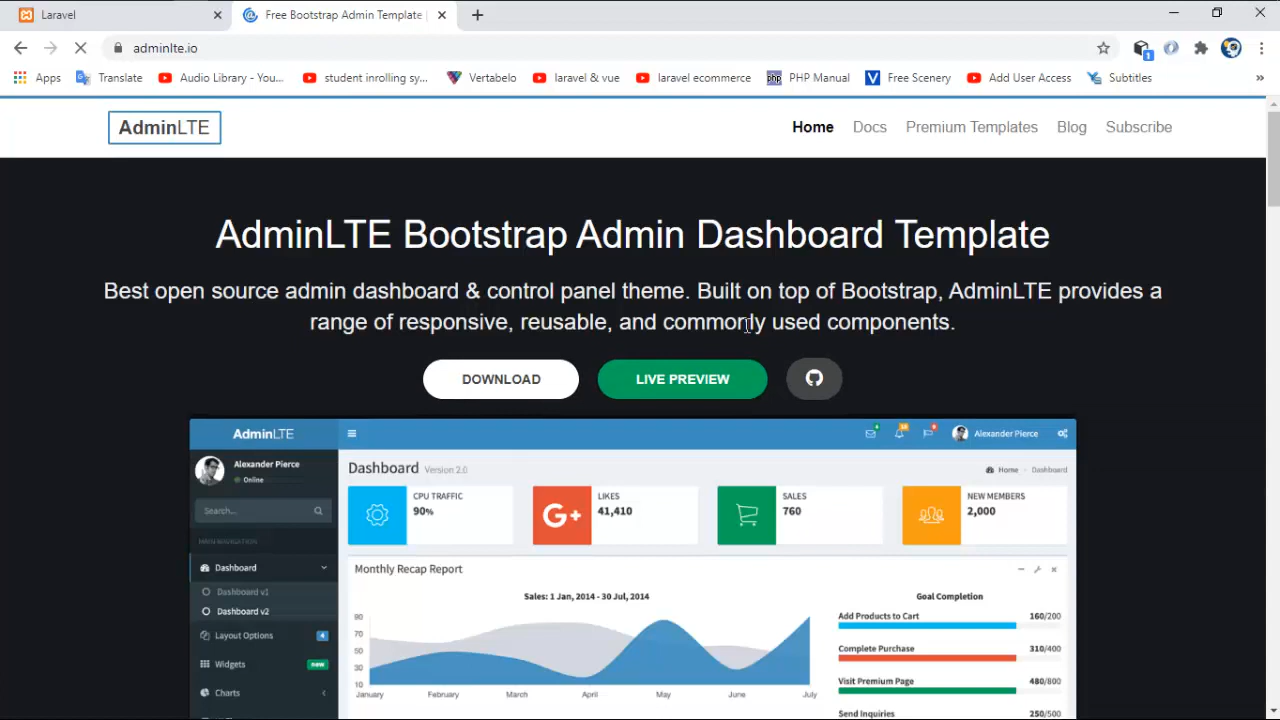 Laravel
Free Bootstrap Admin Template |
adminlte.io
1
Apps
Translate
Audio Library - You...
student inrolling sy...
Vertabelo
laravel & vue
laravel ecommerce
php
PHP Manual
V
Free Scenery
Add User Access
Subtitles
»
AdminLTE
Home
Docs
Premium Templates
Blog
Subscribe
AdminLTE Bootstrap Admin Dashboard Template
Best open source admin dashboard & control panel theme. Built on top of Bootstrap, AdminLTE provides a
range of responsive, reusable, and commonly used components.
DOWNLOAD
LIVE PREVIEW
AdminLTE
Alexander Pierce
Alexander Pierce
Online
Search...
MAIN NAVIGATION
Dashboard
Dashboard v1
Dashboard v2
Layout Options
4
Widgets
new
Charts
Dashboard Version 2.0
Home
Dashboard
CPU TRAFFIC
90%
G+
LIKES
41,410
SALES
760
NEW MEMBERS
2,000
Monthly Recap Report
Sales: 1 Jan, 2014 - 30 Jul, 2014
90
70
50
30
10
January
February
March
April
May
June
July
Goal Completion
Add Products to Cart
160/200
Complete Purchase
310/400
Visit Premium Page
480/800
Send Inquiries
250/500